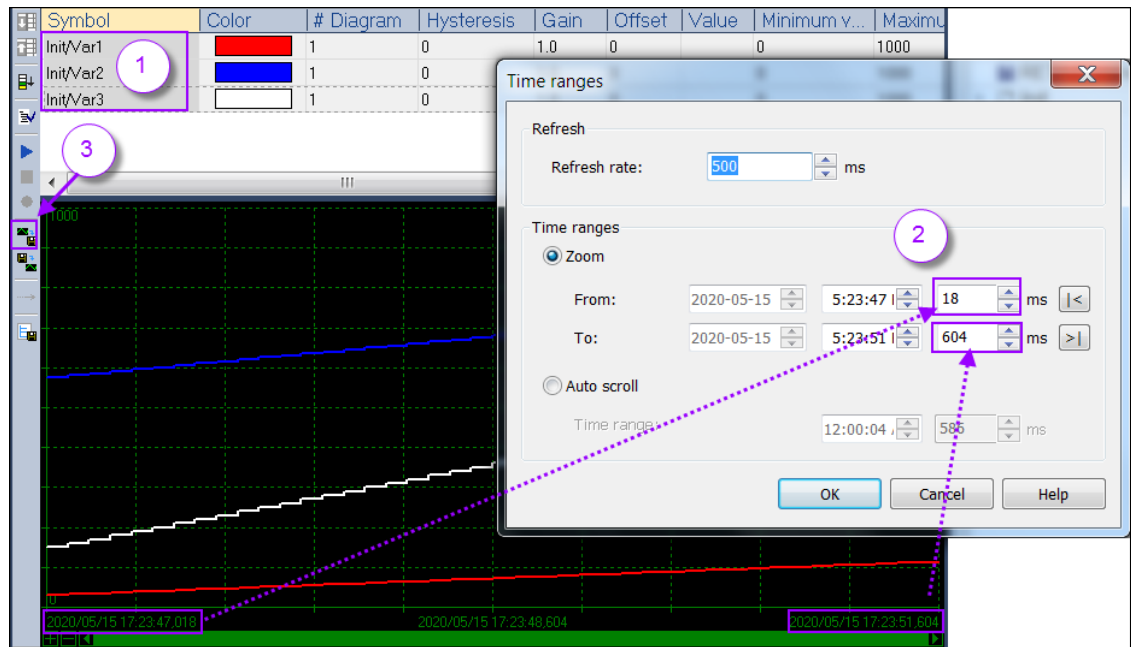 Symbol Color # Diagram Hysteresis Gain Offset Value Minimum v... Maximu
Init/Var1 1 0 1.0 0 0 1000
Init/Var2 1 0
Init/Var3 1 0
1
3
Time ranges
X
Refresh
Refresh rate: 500 ms
Time ranges
2
Zoom
From: 2020-05-15 5:23:47 18 ms |<
To: 2020-05-15 5:23:51 604 ms >|
Auto scroll
Time range: 12:00:04 586 ms
OK Cancel Help
1000
0
2020/05/15 17:23:47,018 2020/05/15 17:23:48,604 2020/05/15 17:23:51,604